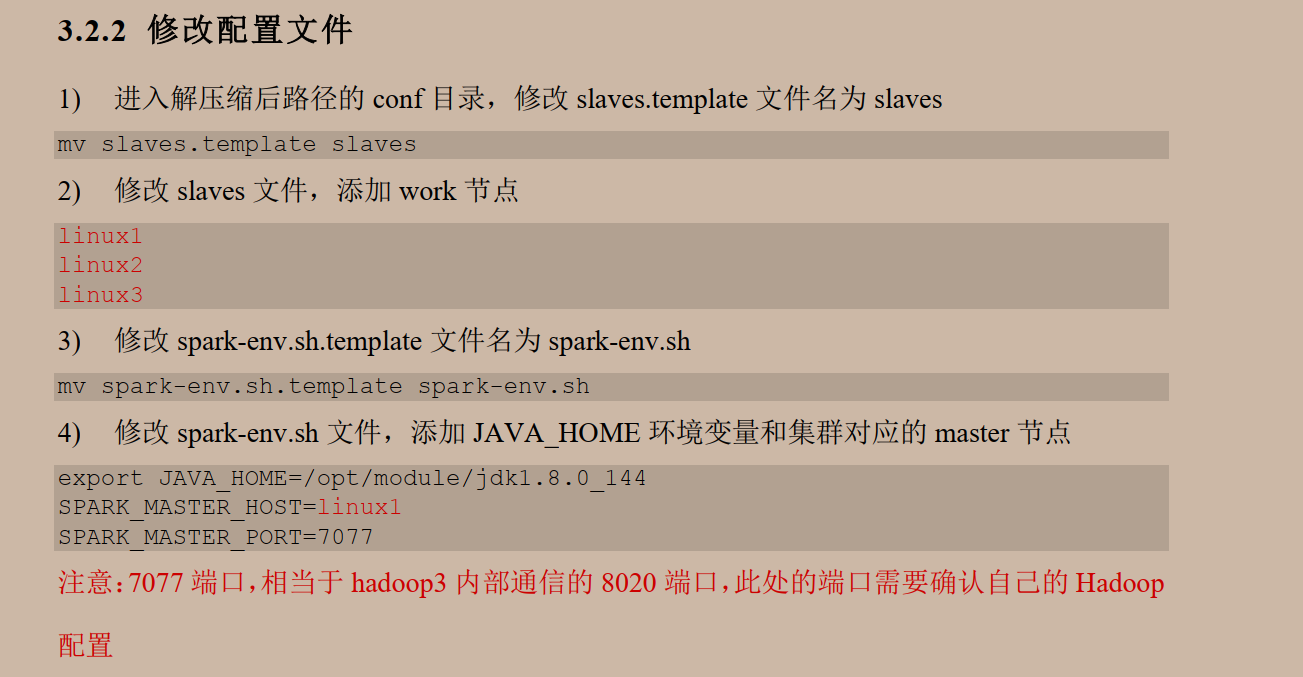 3.2.2 修改配置文件
1) 进入解压缩后路径的 conf 目录，修改 slaves.template 文件名为 slaves
mv slaves.template slaves
2) 修改 slaves 文件，添加 work 节点
linux1
linux2
linux3
3) 修改 spark-env.sh.template 文件名为 spark-env.sh
mv spark-env.sh.template spark-env.sh
4) 修改 spark-env.sh 文件，添加 JAVA_HOME 环境变量和集群对应的 master 节点
export JAVA_HOME=/opt/module/jdk1.8.0_144
SPARK_MASTER_HOST=linux1
SPARK_MASTER_PORT=7077
注意：7077 端口，相当于 hadoop3 内部通信的 8020 端口，此处的端口需要确认自己的 Hadoop
配置